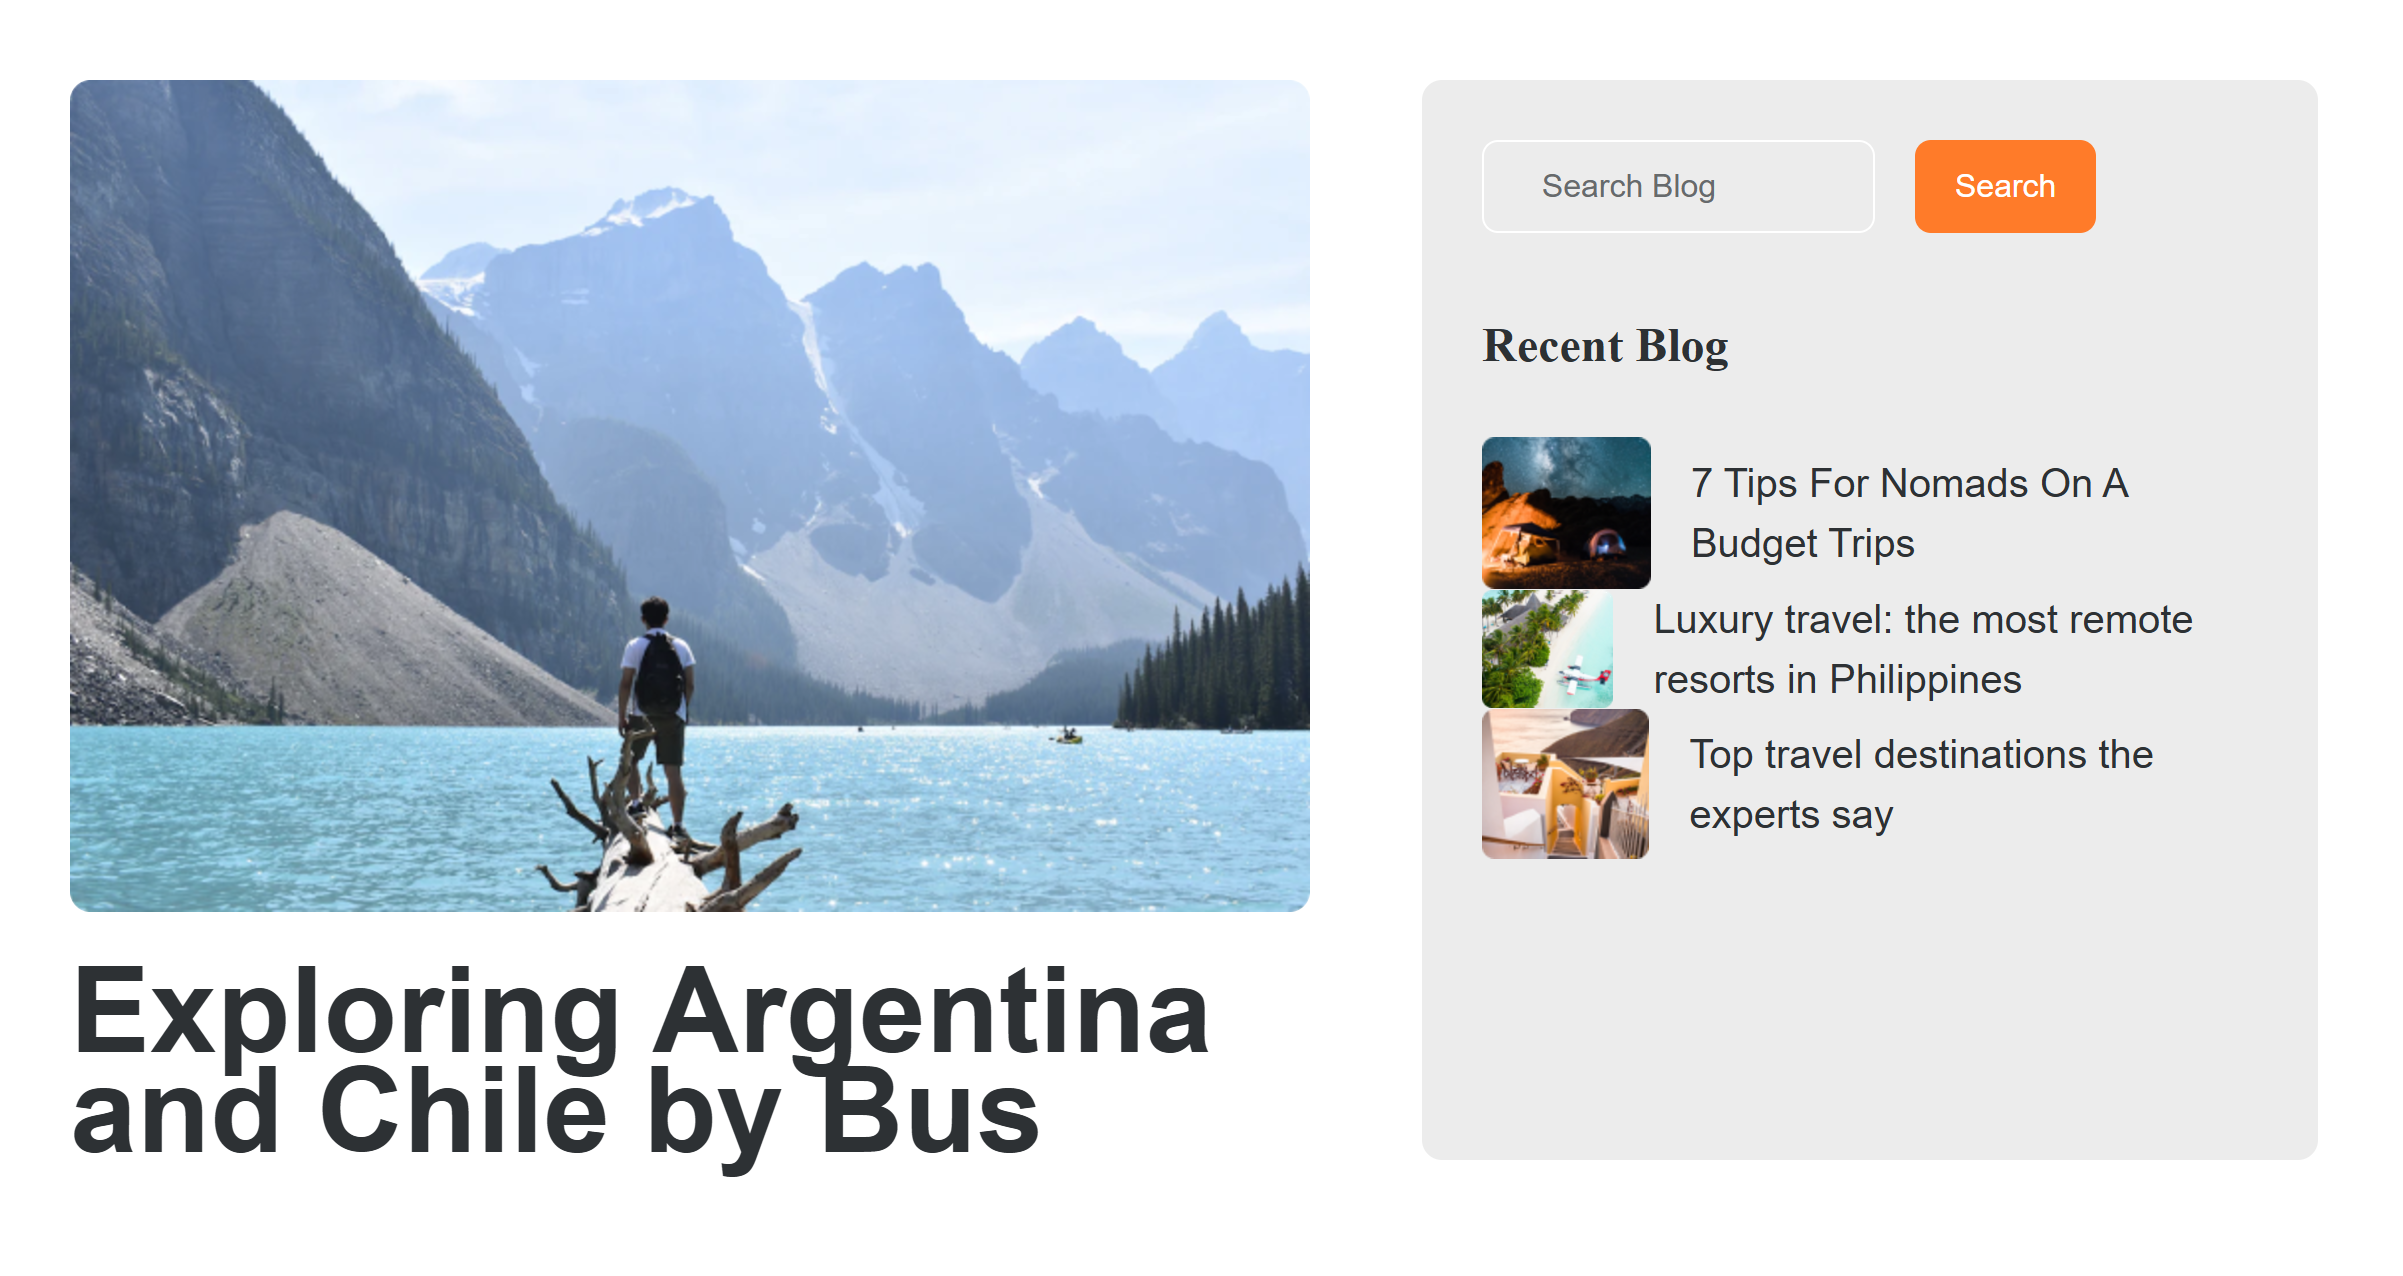 Search Blog
Search
Recent Blog
7 Tips For Nomads On A
Budget Trips
Luxury travel: the most remote
resorts in Philippines
Top travel destinations the
experts say
Exploring Argentina
and Chile by Bus